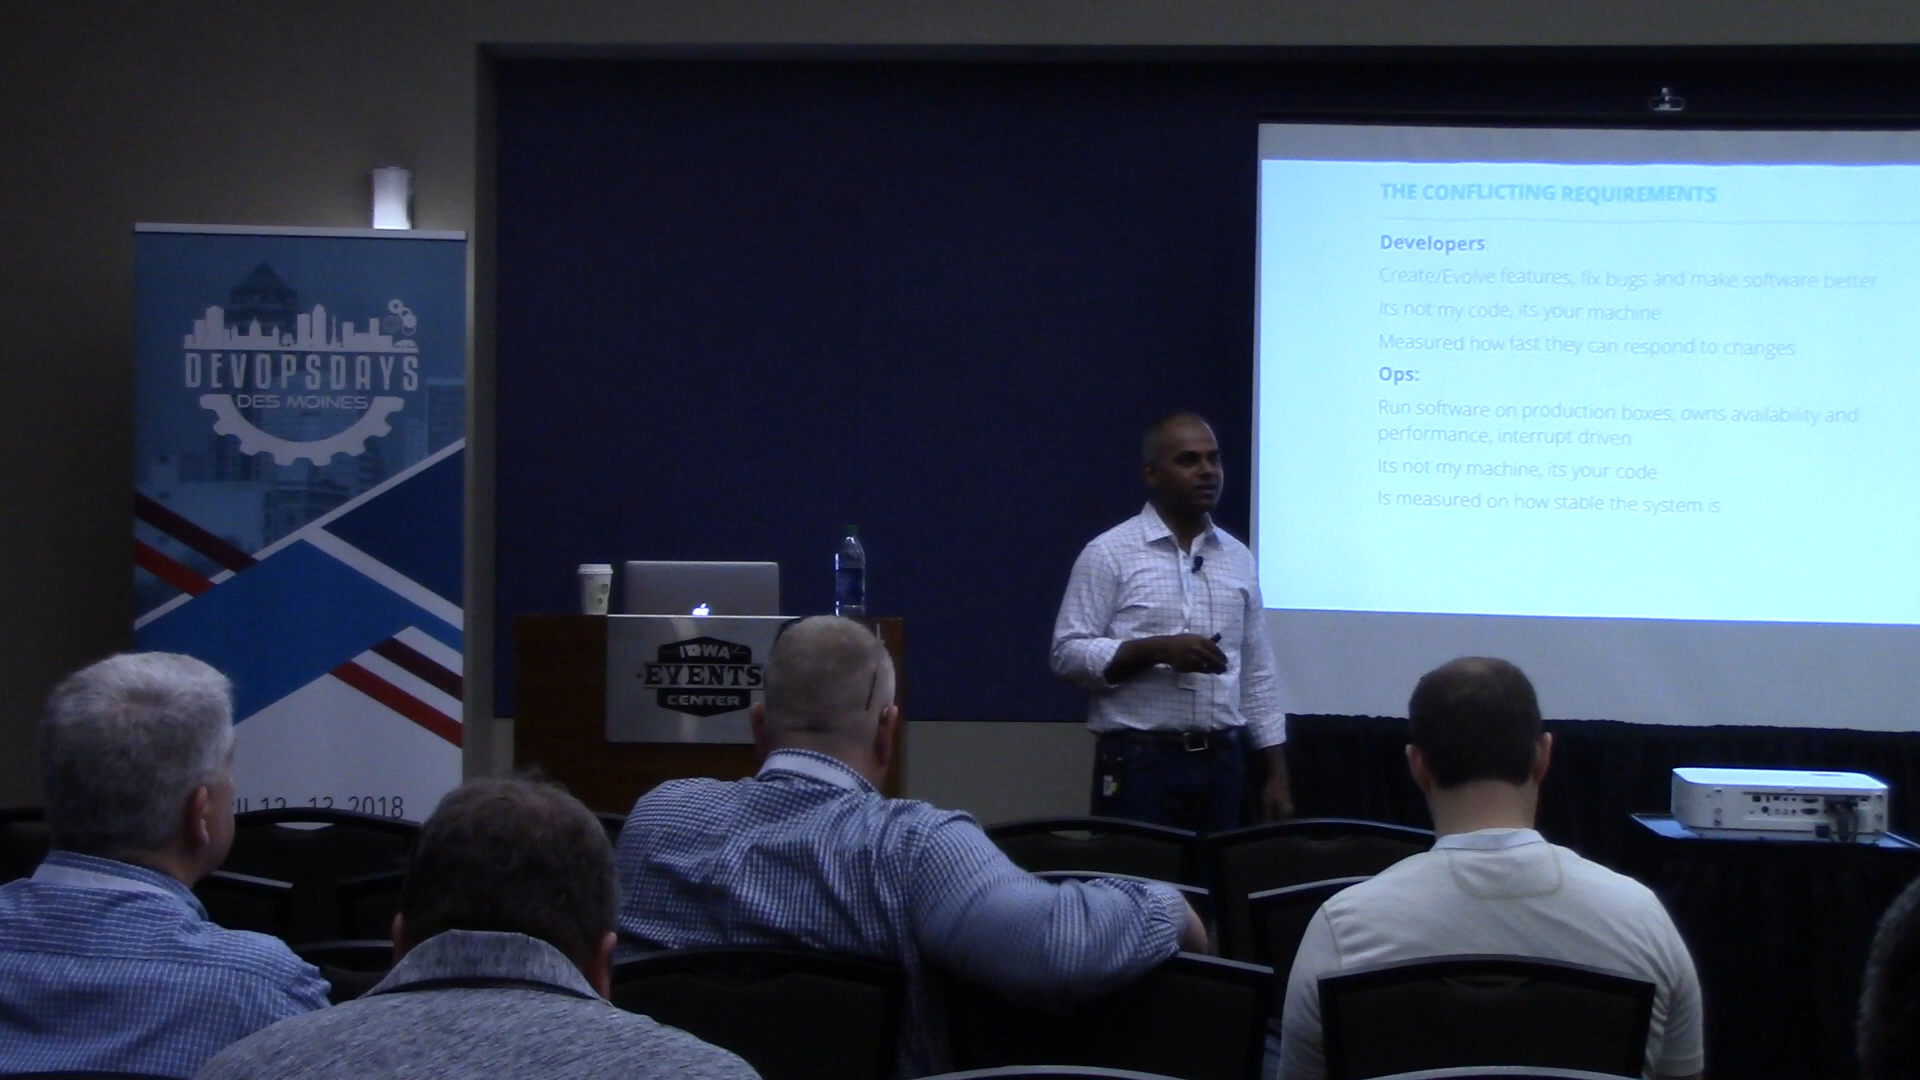 DEVOPSDAYS
DES MOINES
12 - 13, 2018
IOWA
EVENTS
CENTER
THE CONFLICTING REQUIREMENTS
Developers
Create/Evolve features, fix bugs and make software better
Its not my code, its your machine
Measured how fast they can respond to changes
Ops:
Run software on production boxes, owns availability and
performance, interrupt driven
Its not my machine, its your code
Is measured on how stable the system is